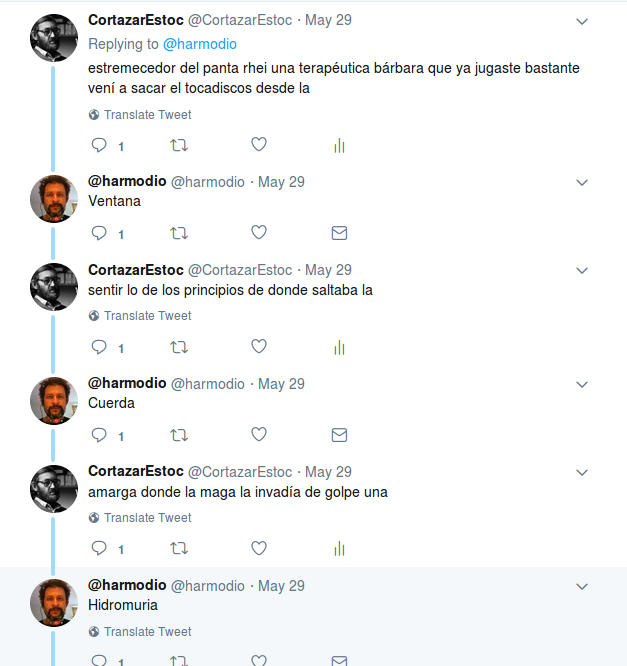 CortazarEstoc @CortazarEstoc · May 29
Replying to @harmodio
estremecedor del panta rhei una terapéutica bárbara que ya jugaste bastante
vení a sacar el tocadiscos desde la
Translate Tweet
1
@harmodio @harmodio · May 29
Ventana
1
CortazarEstoc @CortazarEstoc · May 29
sentir lo de los principios de donde saltaba la
Translate Tweet
1
@harmodio @harmodio · May 29
Cuerda
1
CortazarEstoc @CortazarEstoc · May 29
amarga donde la maga la invadía de golpe una
Translate Tweet
1
@harmodio @harmodio · May 29
Hidromuria
Translate Tweet
1